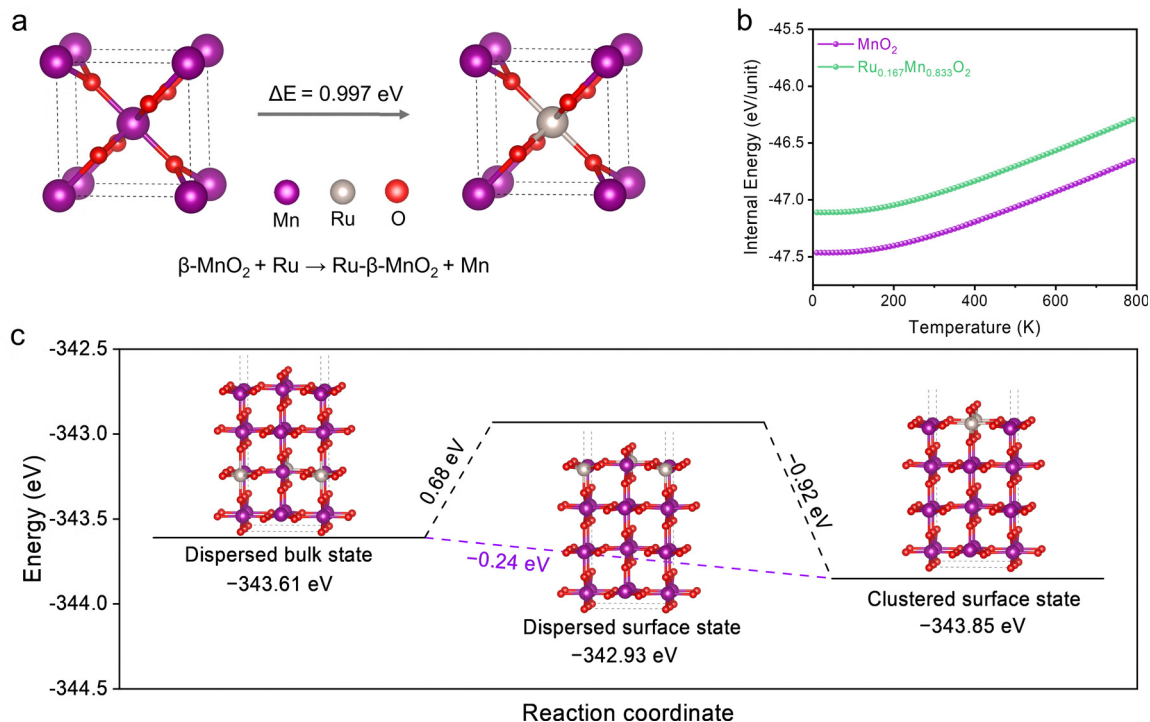 a
ΔE = 0.997 eV
Mn
Ru
O
β-MnO₂ + Ru → Ru-β-MnO₂ + Mn
b
-45.5
-46.0
-46.5
-47.0
-47.5
Internal Energy (eV/unit)
MnO₂
Ru₀.₁₆₇Mn₀.₈₃₃O₂
0
200
400
600
800
Temperature (K)
c
-342.5
-343.0
-343.5
-344.0
-344.5
Energy (eV)
Dispersed bulk state
−343.61 eV
0.68 eV
−0.24 eV
Dispersed surface state
−342.93 eV
−0.92 eV
Clustered surface state
−343.85 eV
Reaction coordinate